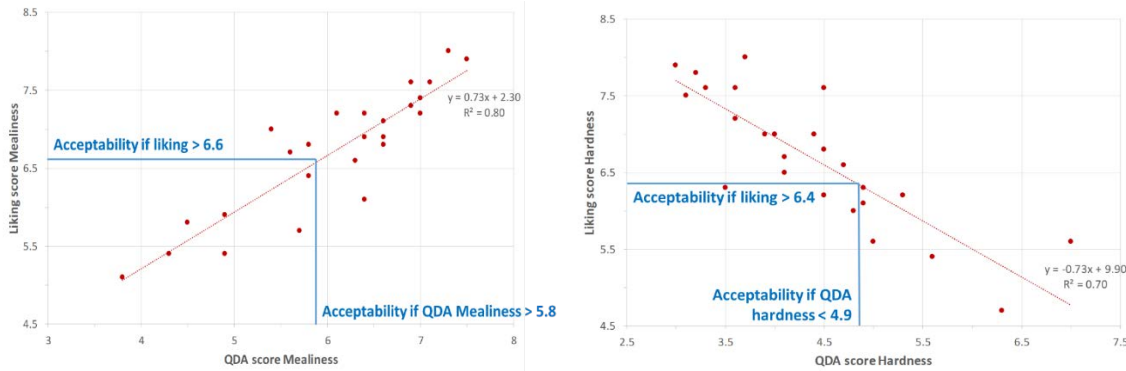 8.5
7.5
6.5
5.5
4.5
3
4
5
6
7
8
Liking score Mealiness
QDA score Mealiness
y = 0.73x + 2.30
R² = 0.80
Acceptability if liking > 6.6
Acceptability if QDA Mealiness > 5.8
8.5
7.5
6.5
5.5
4.5
2.5
3.5
4.5
5.5
6.5
7.5
Liking score Hardness
QDA score Hardness
Acceptability if liking > 6.4
Acceptability if QDA
hardness < 4.9
y = -0.73x + 9.90
R² = 0.70